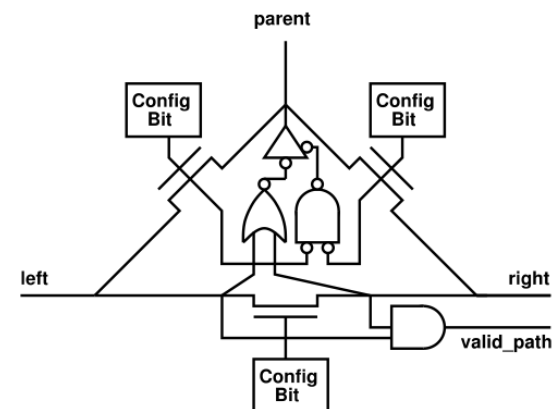 parent
Config
Bit
Config
Bit
left
right
valid_path
Config
Bit